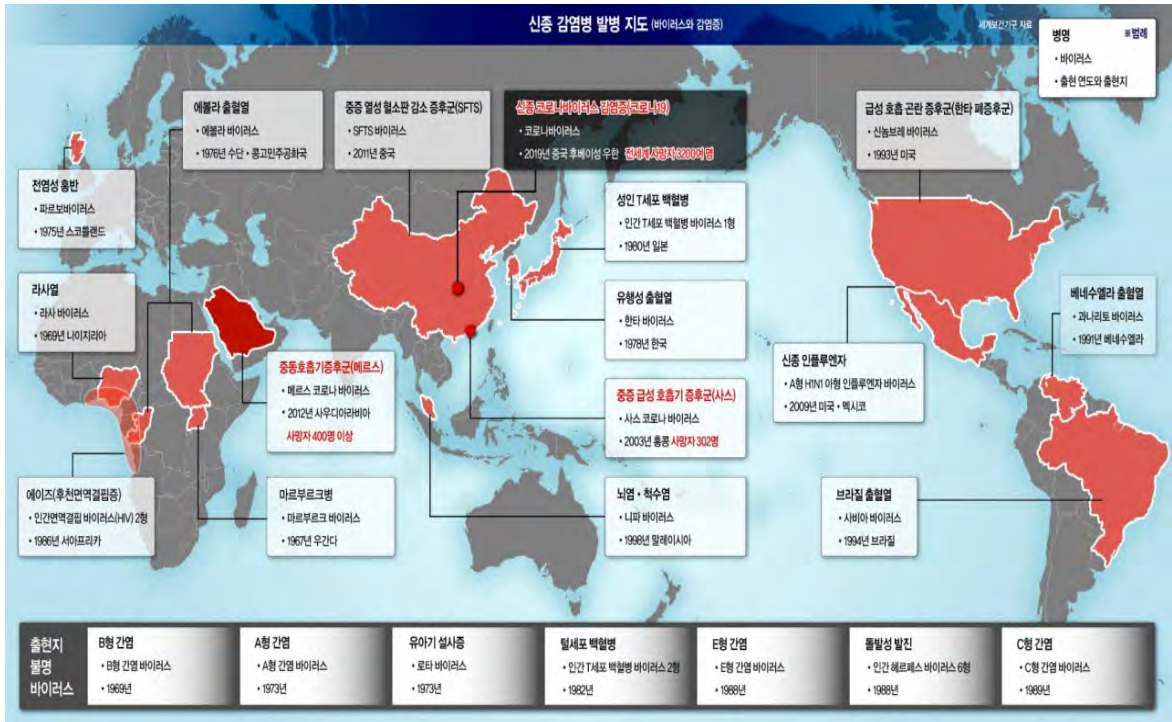 신종 감염병 발병 지도 (바이러스와 감염증)
세계보건기구 자료
병명 ※범례
• 바이러스
• 출현 연도와 출현지
에볼라 출혈열
• 에볼라 바이러스
• 1976년 수단 • 콩고민주공화국
중증 열성 혈소판 감소 증후군(SFTS)
• SFTS 바이러스
• 2011년 중국
신종 코로나바이러스 감염증(코로나19)
• 코로나바이러스
• 2019년 중국 후베이성 우한 전세계 사망자 3200여 명
급성 호흡 곤란 증후군(한타 폐증후군)
• 신놈브레 바이러스
• 1993년 미국
전염성 홍반
• 파르보바이러스
• 1975년 스코틀랜드
성인 T세포 백혈병
• 인간 T세포 백혈병 바이러스 1형
• 1980년 일본
라사열
• 라사 바이러스
• 1969년 나이지리아
유행성 출혈열
• 한타 바이러스
• 1978년 한국
베네수엘라 출혈열
• 과나리토 바이러스
• 1991년 베네수엘라
중동호흡기증후군(메르스)
• 메르스 코로나 바이러스
• 2012년 사우디아라비아
사망자 400명 이상
중증 급성 호흡기 증후군(사스)
• 사스 코로나 바이러스
• 2003년 홍콩 사망자 302명
신종 인플루엔자
• A형 H1N1 아형 인플루엔자 바이러스
• 2009년 미국 • 멕시코
에이즈(후천면역결핍증)
• 인간면역결핍 바이러스(HIV) 2형
• 1986년 서아프리카
마르부르크병
• 마르부르크 바이러스
• 1967년 우간다
뇌염 • 척수염
• 니파 바이러스
• 1998년 말레이시아
브라질 출혈열
• 사비아 바이러스
• 1994년 브라질
출현지
불명
바이러스
B형 간염
• B형 간염 바이러스
• 1969년
A형 간염
• A형 간염 바이러스
• 1973년
유아기 설사증
• 로타 바이러스
• 1973년
털세포 백혈병
• 인간 T세포 백혈병 바이러스 2형
• 1982년
E형 간염
• E형 간염 바이러스
• 1988년
돌발성 발진
• 인간 헤르페스 바이러스 6형
• 1988년
C형 간염
• C형 간염 바이러스
• 1989년